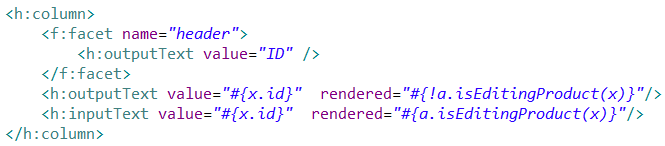 <h:column>
<f:facet name="header">
<h:outputText value="ID" />
</f:facet>
<h:outputText value="#{x.id}"  rendered="#{!a.isEditingProduct(x)}"/>
<h:inputText value="#{x.id}"  rendered="#{a.isEditingProduct(x)}"/>
</h:column>